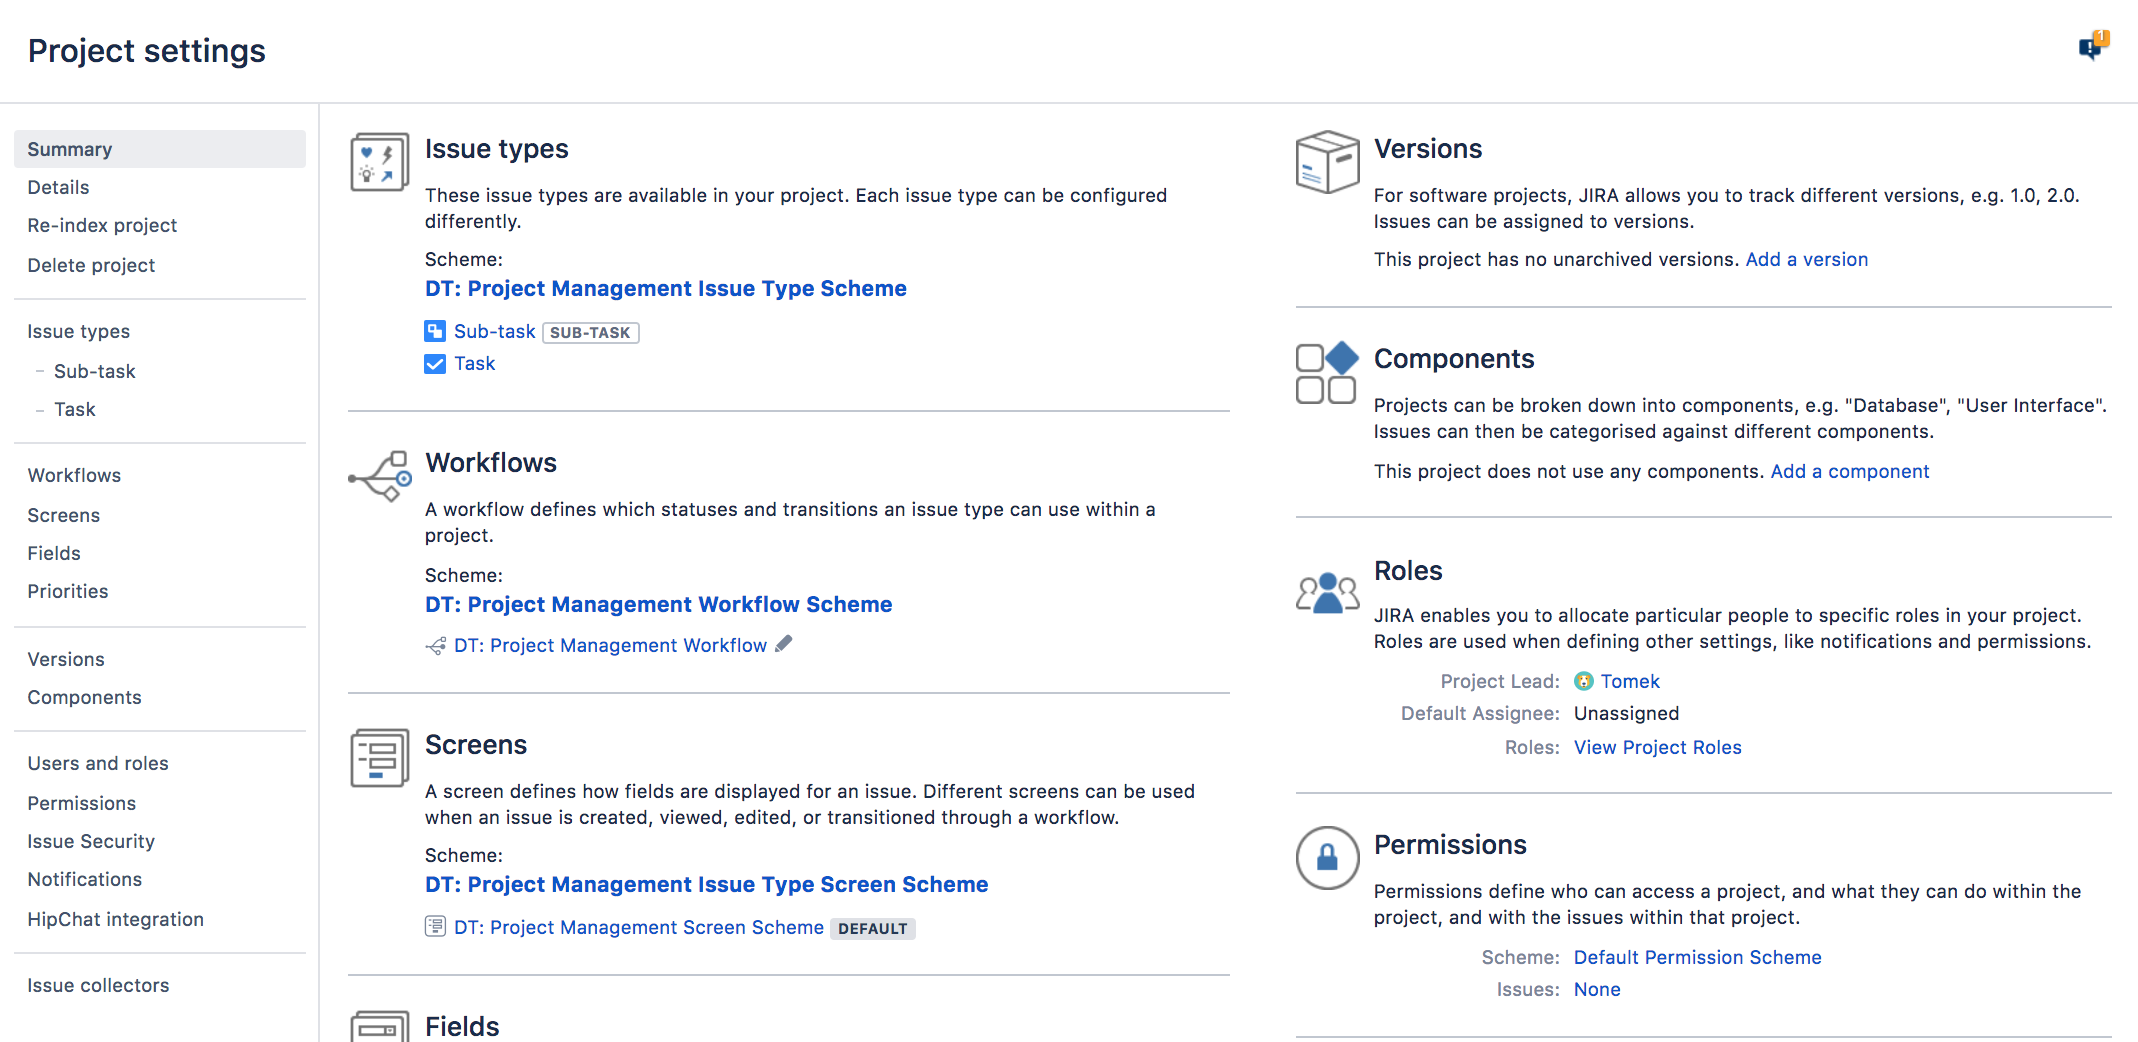 Project settings
1
Summary
Details
Re-index project
Delete project
Issue types
Sub-task
Task
Workflows
Screens
Fields
Priorities
Versions
Components
Users and roles
Permissions
Issue Security
Notifications
HipChat integration
Issue collectors
Issue types
These issue types are available in your project. Each issue type can be configured
differently.
Scheme:
DT: Project Management Issue Type Scheme
Sub-task SUB-TASK
Task
Workflows
A workflow defines which statuses and transitions an issue type can use within a
project.
Scheme:
DT: Project Management Workflow Scheme
DT: Project Management Workflow
Screens
A screen defines how fields are displayed for an issue. Different screens can be used
when an issue is created, viewed, edited, or transitioned through a workflow.
Scheme:
DT: Project Management Issue Type Screen Scheme
DT: Project Management Screen Scheme DEFAULT
Fields
Versions
For software projects, JIRA allows you to track different versions, e.g. 1.0, 2.0.
Issues can be assigned to versions.
This project has no unarchived versions. Add a version
Components
Projects can be broken down into components, e.g. "Database", "User Interface".
Issues can then be categorised against different components.
This project does not use any components. Add a component
Roles
JIRA enables you to allocate particular people to specific roles in your project.
Roles are used when defining other settings, like notifications and permissions.
Project Lead: Tomek
Default Assignee: Unassigned
Roles: View Project Roles
Permissions
Permissions define who can access a project, and what they can do within the
project, and with the issues within that project.
Scheme: Default Permission Scheme
Issues: None